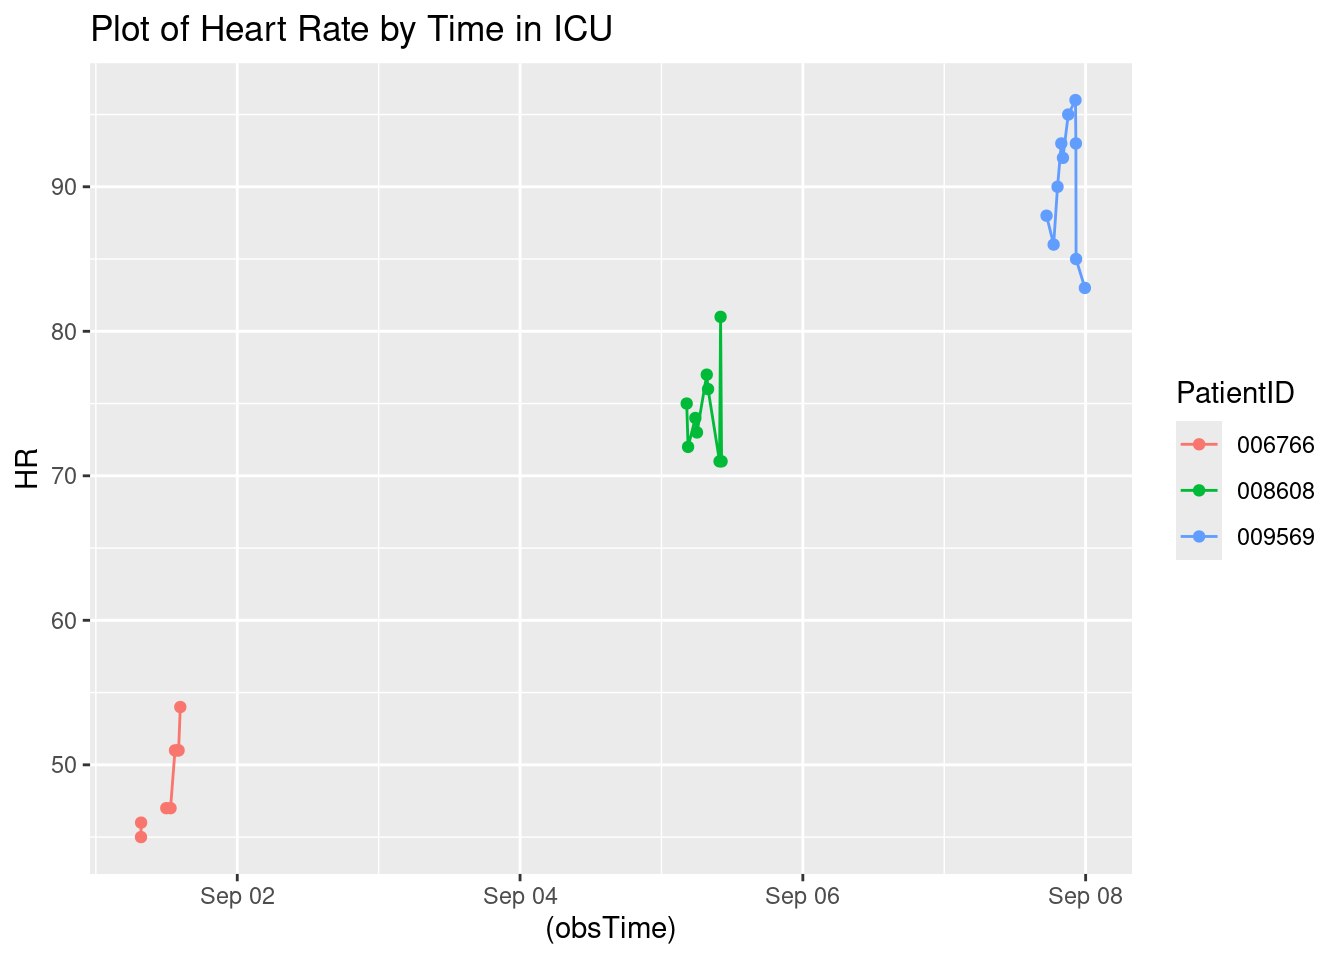 Plot of Heart Rate by Time in ICU
HR
90
80
70
60
50
Sep 02
Sep 04
Sep 06
Sep 08
(obsTime)
PatientID
006766
008608
009569